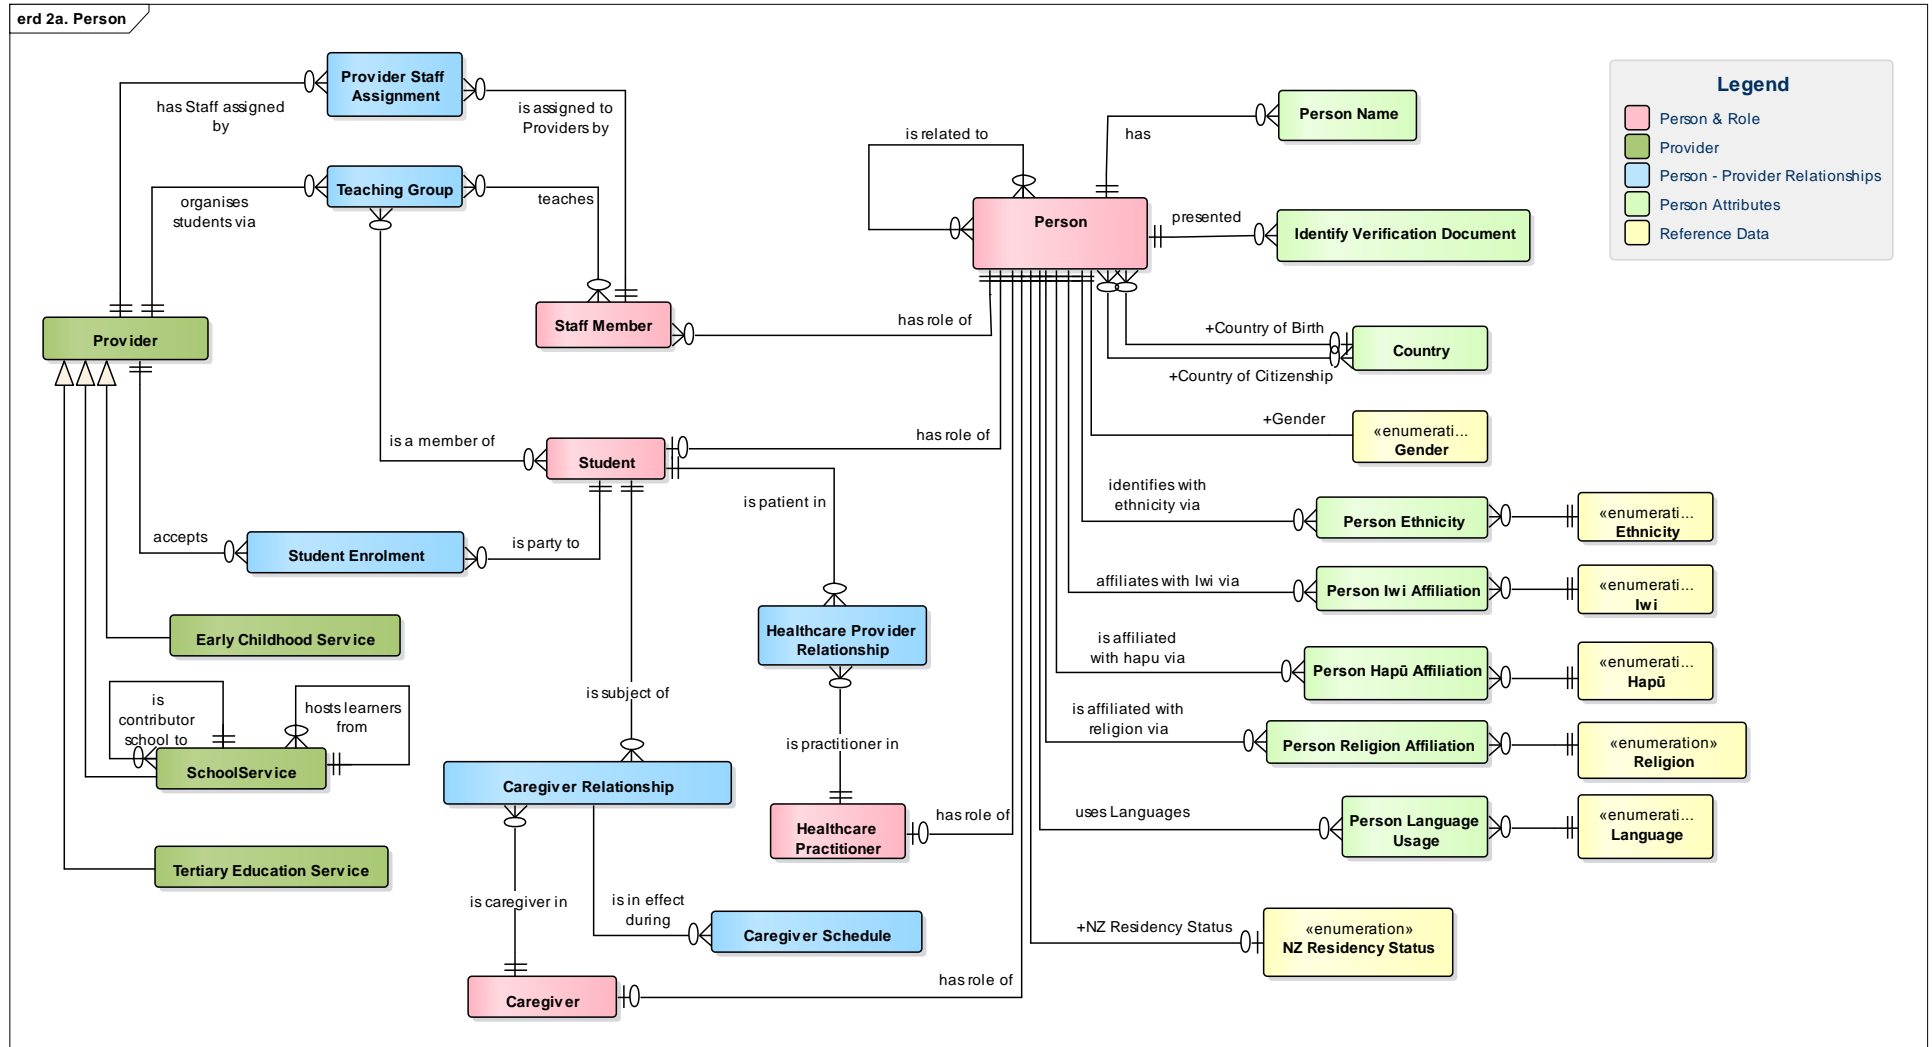 erd 2a. Person
Provider Staff
Assignment
has Staff assigned
by
is assigned to
Providers by
Teaching Group
organises
students via
teaches
Provider
Staff Member
has role of
is a member of
Student
has role of
is patient in
accepts
Student Enrolment
is party to
Early Childhood Service
is
contributor
school to
hosts learners
from
SchoolService
Tertiary Education Service
is subject of
Healthcare Provider
Relationship
is practitioner in
Caregiver Relationship
Healthcare
Practitioner
has role of
is caregiver in
is in effect
during
Caregiver Schedule
Caregiver
has role of
is related to
Person
has
Person Name
presented
Identify Verification Document
+Country of Birth
Country
+Country of Citizenship
+Gender
«enumerati...
Gender
identifies with
ethnicity via
Person Ethnicity
«enumerati...
Ethnicity
affiliates with Iwi via
Person Iwi Affiliation
«enumerati...
Iwi
is affiliated
with hapu via
Person Hapū Affiliation
«enumerati...
Hapū
is affiliated with
religion via
Person Religion Affiliation
«enumeration»
Religion
uses Languages
Person Language
Usage
«enumerati...
Language
+NZ Residency Status
«enumeration»
NZ Residency Status
Legend
Person & Role
Provider
Person - Provider Relationships
Person Attributes
Reference Data